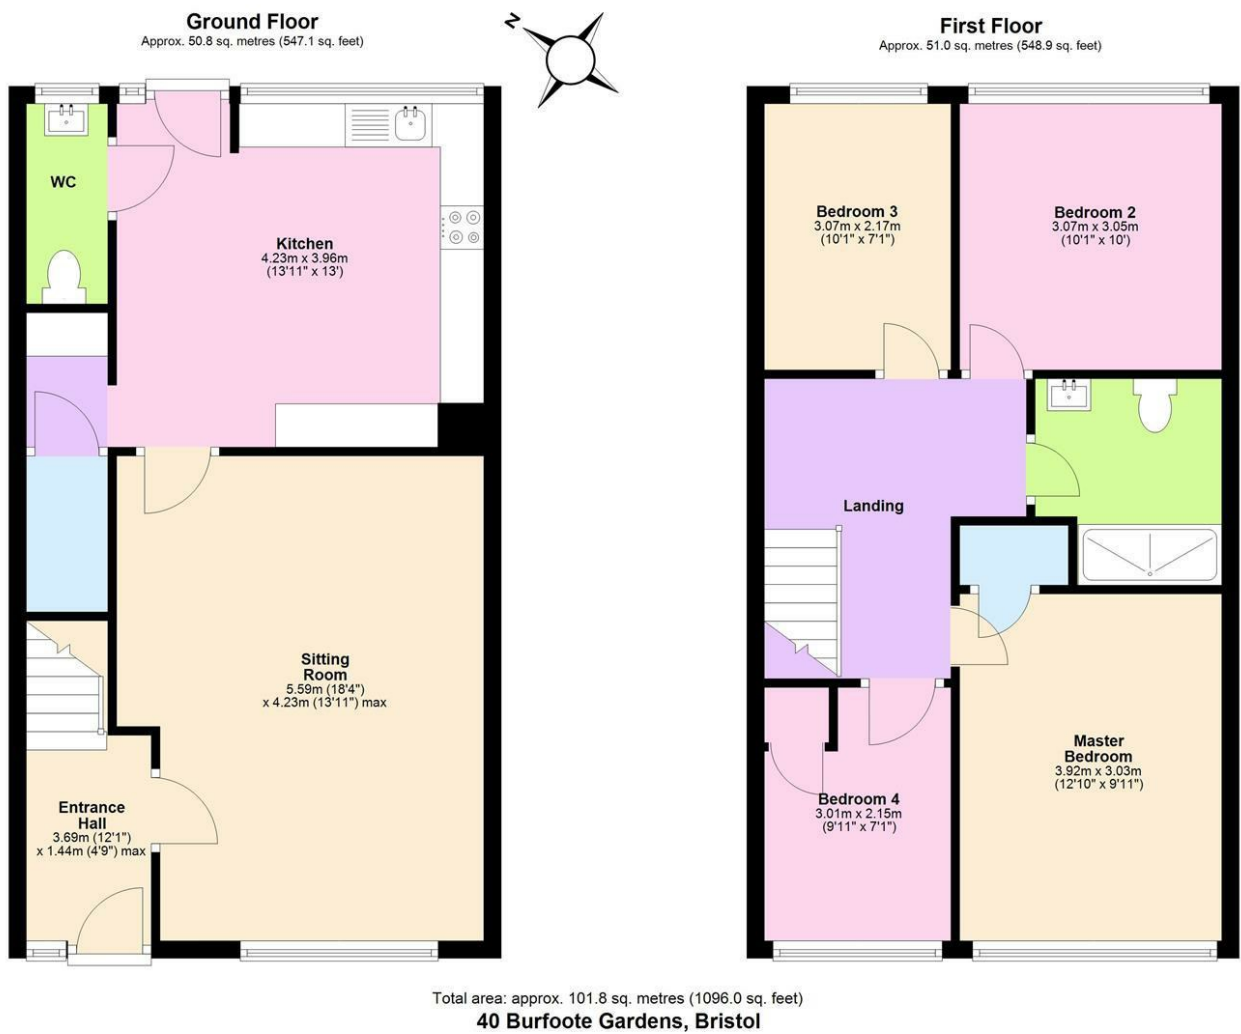 Ground Floor
Approx. 50.8 sq. metres (547.1 sq. feet)
Z
First Floor
Approx. 51.0 sq. metres (548.9 sq. feet)
WC
Kitchen
4.23m x 3.96m
(13'11" x 13')
Sitting
Room
5.59m (18'4")
x 4.23m (13'11") max
Entrance
Hall
3.69m (12'1")
x 1.44m (4'9") max
Bedroom 3
3.07m x 2.17m
(10'1" x 7'1")
Bedroom 2
3.07m x 3.05m
(10'1" x 10')
Landing
Master
Bedroom
3.92m x 3.03m
(12'10" x 9'11")
Bedroom 4
3.01m x 2.15m
(9'11" x 7'1")
Total area: approx. 101.8 sq. metres (1096.0 sq. feet)
40 Burfoote Gardens, Bristol